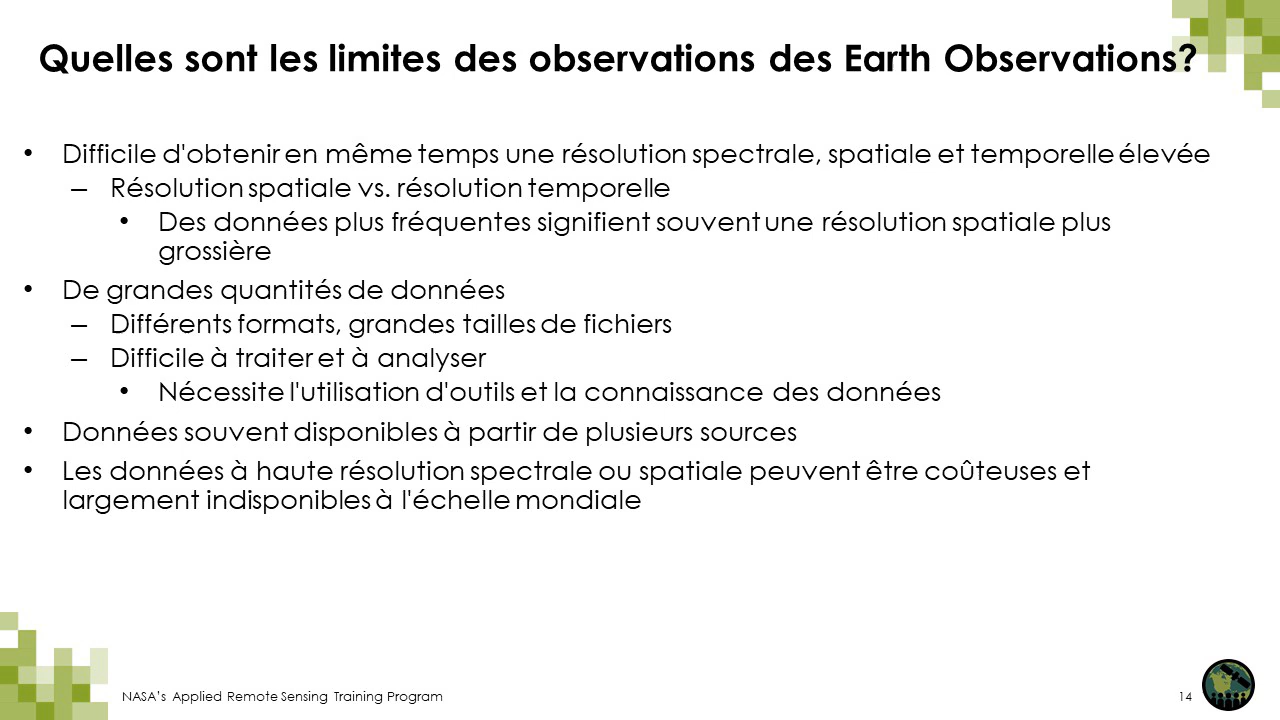 Quelles sont les limites des observations des Earth Observations?
• Difficile d'obtenir en même temps une résolution spectrale, spatiale et temporelle élevée
– Résolution spatiale vs. résolution temporelle
• Des données plus fréquentes signifient souvent une résolution spatiale plus
grossière
• De grandes quantités de données
– Différents formats, grandes tailles de fichiers
– Difficile à traiter et à analyser
• Nécessite l'utilisation d'outils et la connaissance des données
• Données souvent disponibles à partir de plusieurs sources
• Les données à haute résolution spectrale ou spatiale peuvent être coûteuses et
largement indisponibles à l'échelle mondiale
NASA's Applied Remote Sensing Training Program
14